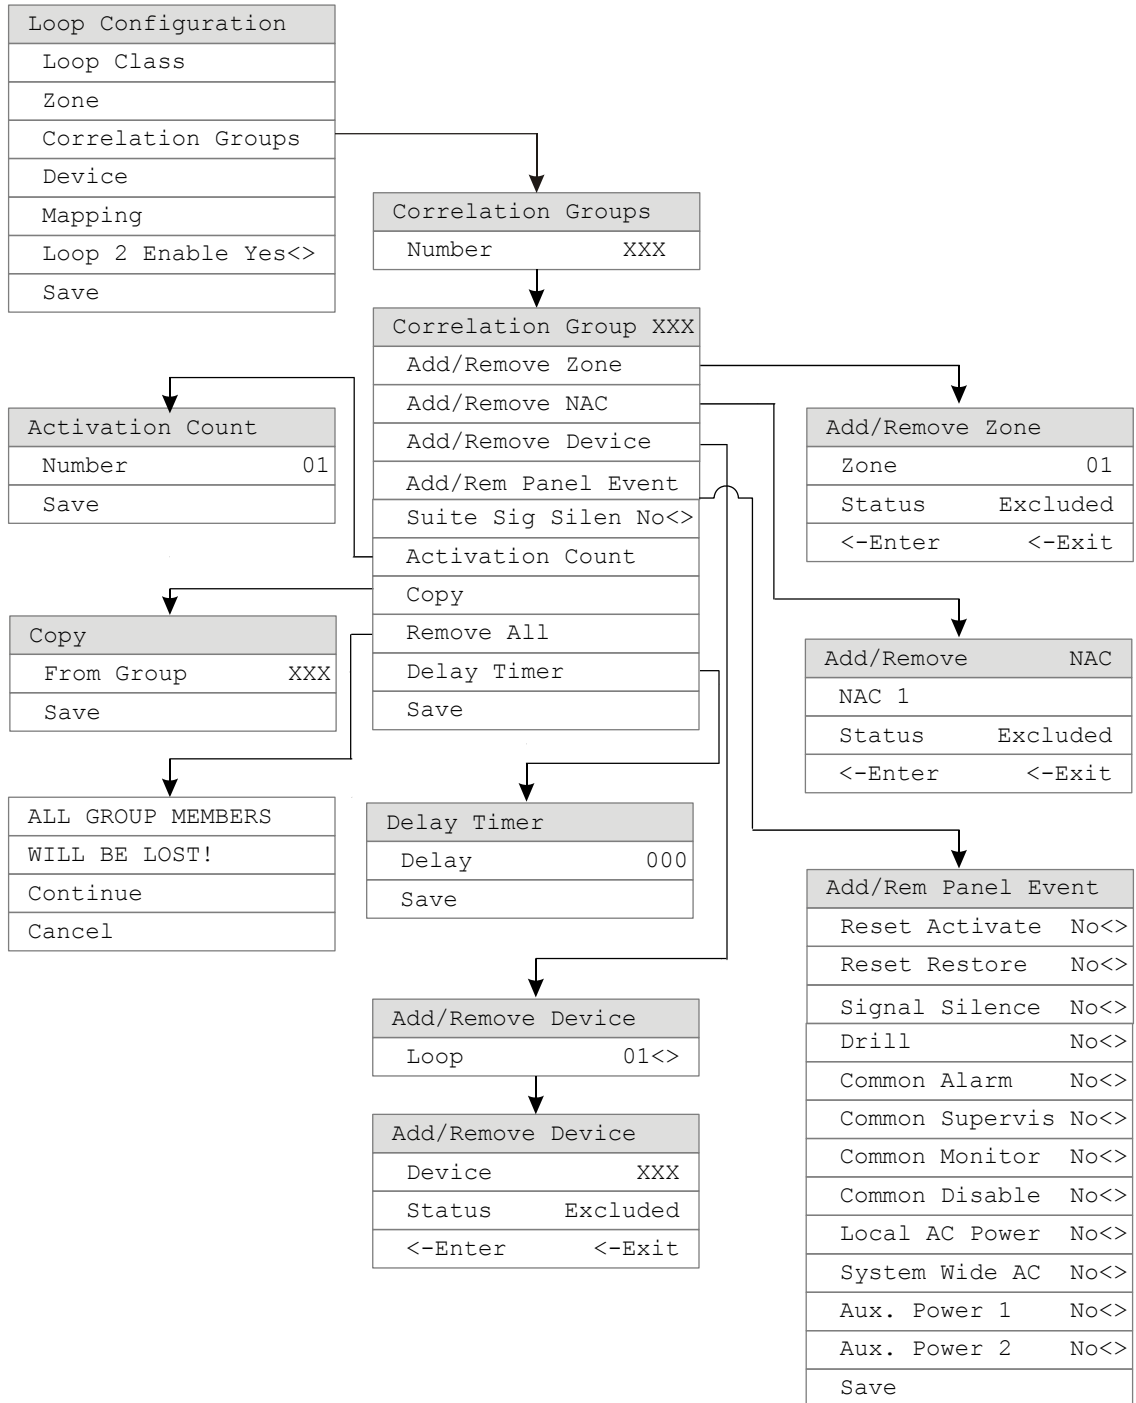 Loop Configuration
Loop Class
Zone
Correlation Groups
Device
Mapping
Loop 2 Enable Yes<>
Save
Correlation Groups
Number XXX
Correlation Group XXX
Add/Remove Zone
Add/Remove NAC
Add/Remove Device
Add/Rem Panel Event
Suite Sig Silen No<>
Activation Count
Copy
Remove All
Delay Timer
Save
Activation Count
Number 01
Save
Copy
From Group XXX
Save
ALL GROUP MEMBERS
WILL BE LOST!
Continue
Cancel
Delay Timer
Delay 000
Save
Add/Remove Device
Loop 01<>
Add/Remove Device
Device XXX
Status Excluded
<-Enter <-Exit
Add/Remove Zone
Zone 01
Status Excluded
<-Enter <-Exit
Add/Remove NAC
NAC 1
Status Excluded
<-Enter <-Exit
Add/Rem Panel Event
Reset Activate No<>
Reset Restore No<>
Signal Silence No<>
Drill No<>
Common Alarm No<>
Common Supervis No<>
Common Monitor No<>
Common Disable No<>
Local AC Power No<>
System Wide AC No<>
Aux. Power 1 No<>
Aux. Power 2 No<>
Save